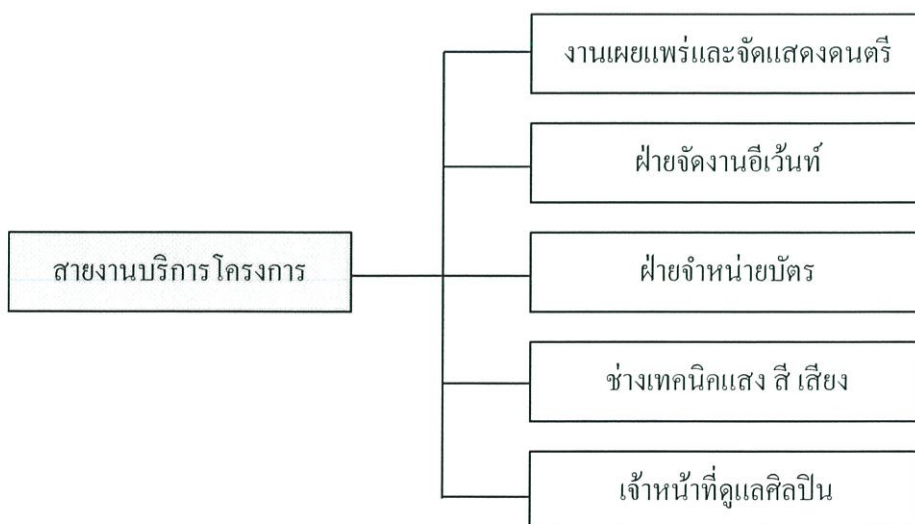 งานเผยแพร่และจัดแสดงดนตรี
ฝ่ายจัดงานอีเว้นท์
สายงานบริการโครงการ
ฝ่ายจำหน่ายบัตร
ช่างเทคนิคแสง สี เสียง
เจ้าหน้าที่ดูแลศิลปิน